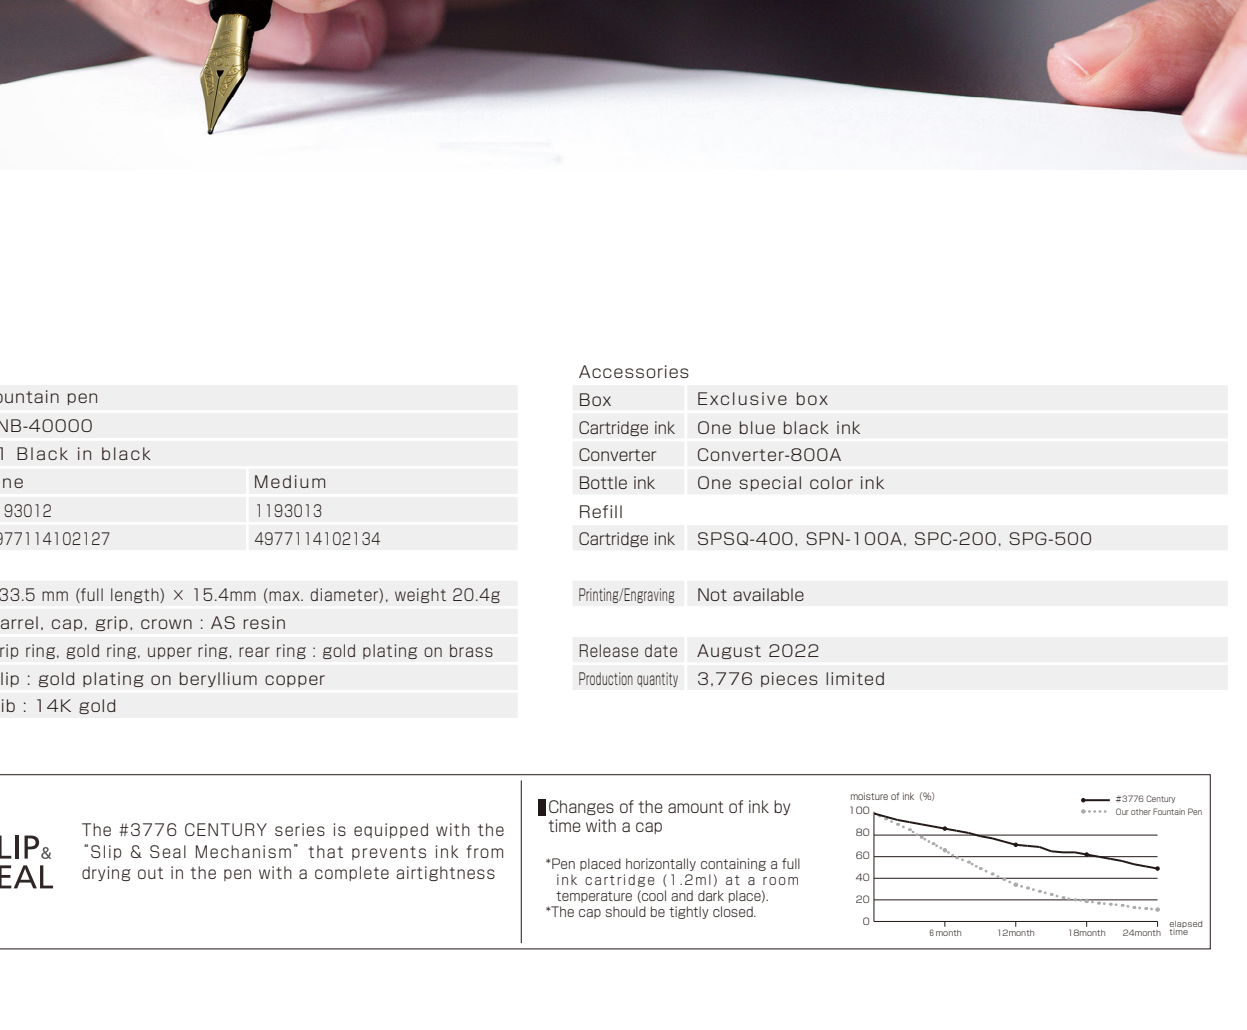 ountain pen
NB-40000
1 Black in black
ne
Medium
93012
1193013
977114102127
4977114102134
33.5 mm (full length) × 15.4mm (max. diameter), weight 20.4g
arrel, cap, grip, crown : AS resin
rip ring, gold ring, upper ring, rear ring : gold plating on brass
lip : gold plating on beryllium copper
ib : 14K gold
Accessories
Box Exclusive box
Cartridge ink One blue black ink
Converter Converter-800A
Bottle ink One special color ink
Refill
Cartridge ink SPSQ-400, SPN-100A, SPC-200, SPG-500
Printing/Engraving Not available
Release date August 2022
Production quantity 3,776 pieces limited
LIP&
EAL
The #3776 CENTURY series is equipped with the
"Slip & Seal Mechanism" that prevents ink from
drying out in the pen with a complete airtightness
Changes of the amount of ink by
time with a cap
*Pen placed horizontally containing a full
ink cartridge (1.2ml) at a room
temperature (cool and dark place).
*The cap should be tightly closed.
moisture of ink (%)
100
80
60
40
20
0
6month 12month 18month 24month
elapsed
time
#3776 Century
Our other Fountain Pen